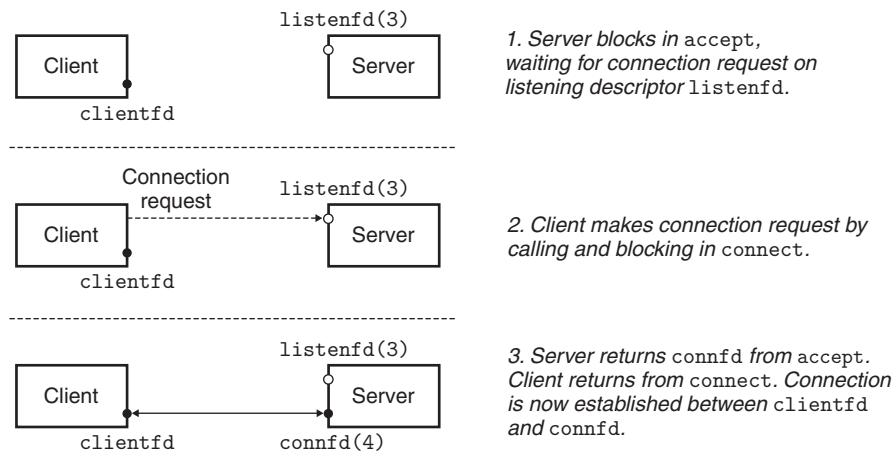 listenfd(3)
Client
Server
clientfd
1. Server blocks in accept,
waiting for connection request on
listening descriptor listenfd.
Connection
request
listenfd(3)
Client
Server
clientfd
2. Client makes connection request by
calling and blocking in connect.
listenfd(3)
Client
Server
clientfd
connfd(4)
3. Server returns connfd from accept.
Client returns from connect. Connection
is now established between clientfd
and connfd.